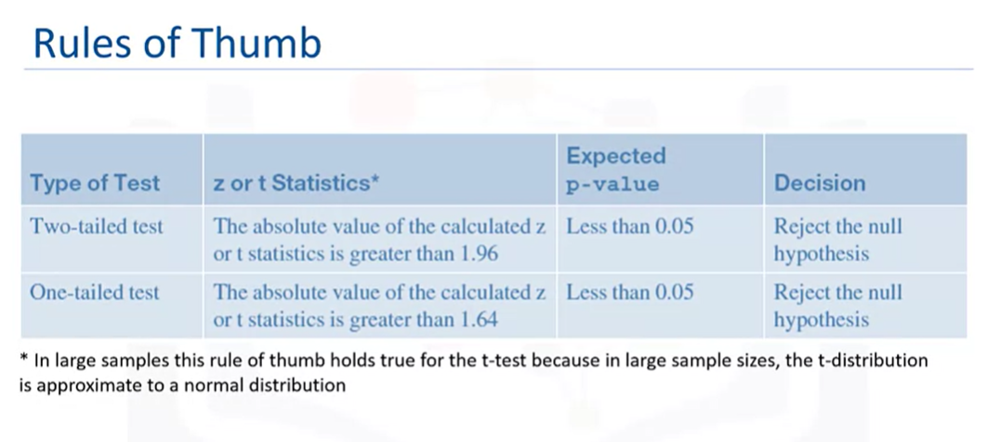 Rules of Thumb
Type of Test
z or t Statistics*
Expected
p-value
Decision
Two-tailed test
The absolute value of the calculated z
or t statistics is greater than 1.96
Less than 0.05
Reject the null
hypothesis
One-tailed test
The absolute value of the calculated z
or t statistics is greater than 1.64
Less than 0.05
Reject the null
hypothesis
* In large samples this rule of thumb holds true for the t-test because in large sample sizes, the t-distribution
is approximate to a normal distribution